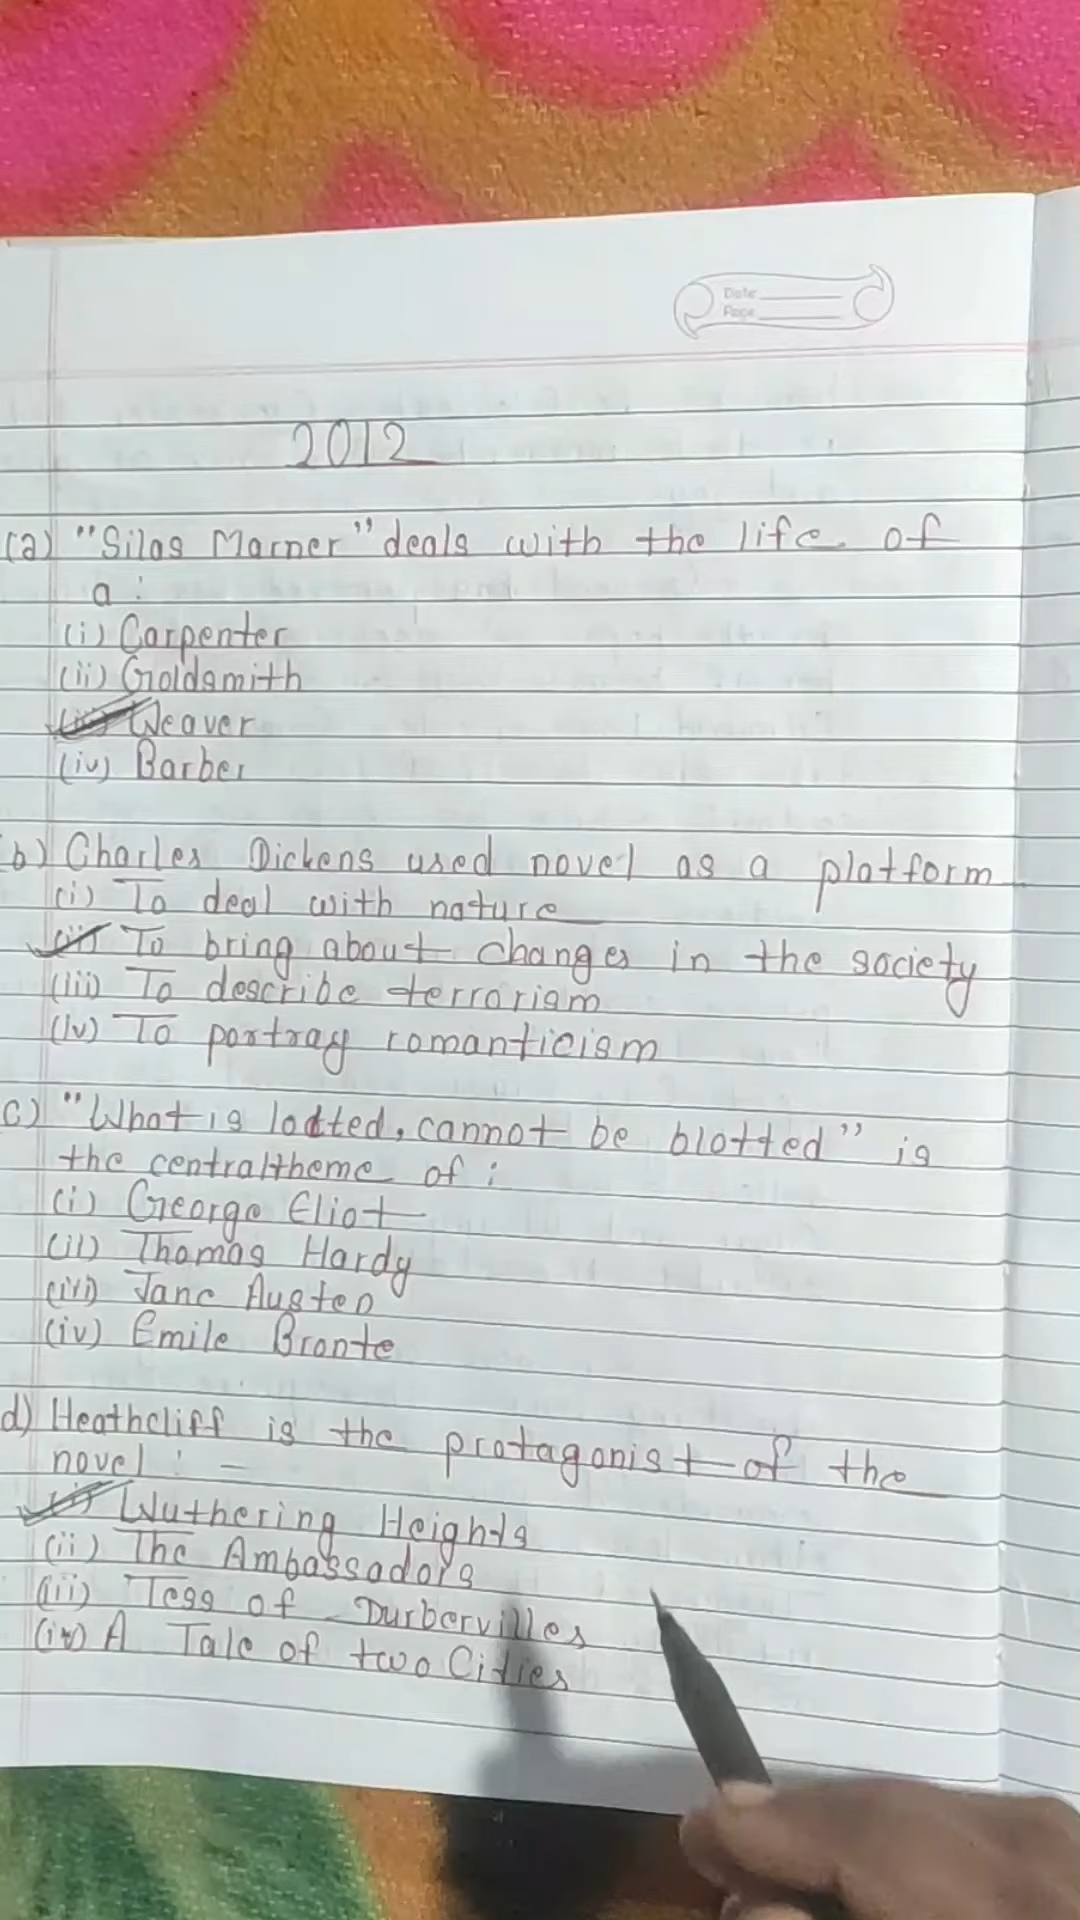 Date
Page
2012
(a) "Silas Marner" deals with the life of
a :
(i) Carpenter
(ii) Goldsmith
(iii) Weaver
(iv) Barber
b) Charles Dickens used novel as a platform
(i) To deal with nature
(ii) To bring about changes in the society
(iii) To describe terrorism
(iv) To portray romanticism
c) "What is lotted, cannot be blotted" is
the central theme of :
(i) George Eliot
(ii) Thomas Hardy
(iii) Jane Austen
(iv) Emile Bronte
d) Heathcliff is the protagonist of the
novel : -
(i) Wuthering Heights
(ii) The Ambassadors
(iii) Tess of Durbervilles
(iv) A Tale of two Cities